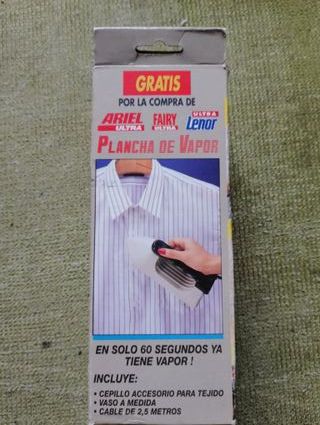 GRATIS
POR LA COMPRA DE
ARIEL ULTRA FAIRY ULTRA ULTRA Lenor
PLANCHA DE VAPOR
EN SOLO 60 SEGUNDOS YA
TIENE VAPOR !
INCLUYE:
• CEPILLO ACCESORIO PARA TEJIDO
• VASO A MEDIDA
• CABLE DE 2,5 METROS